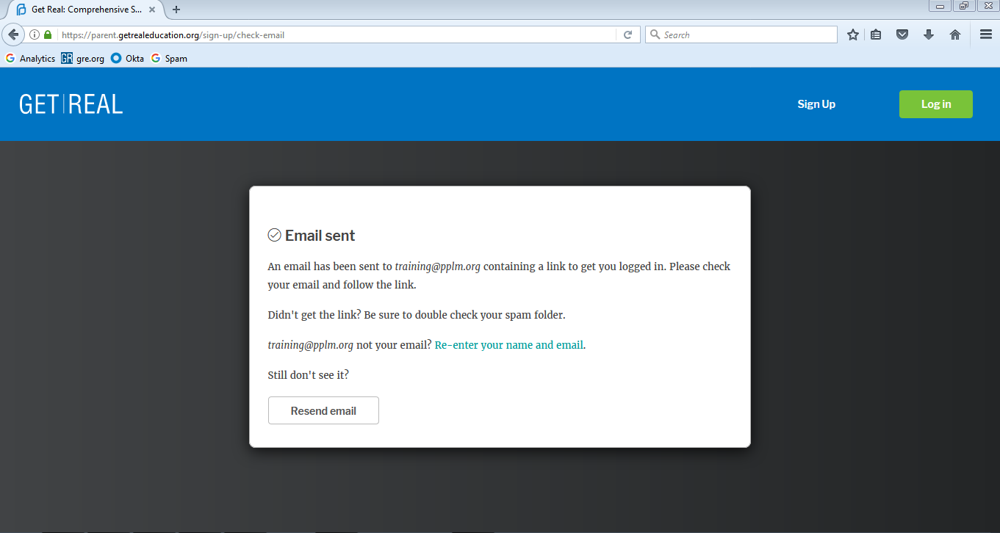 Get Real: Comprehensive S...
https://parent.getrealeducation.org/sign-up/check-email
Search
Analytics
GR gre.org
Okta
Spam
GET|REAL
Sign Up
Log in
Email sent
An email has been sent to training@pplm.org containing a link to get you logged in. Please check
your email and follow the link.
Didn't get the link? Be sure to double check your spam folder.
training@pplm.org not your email? Re-enter your name and email.
Still don't see it?
Resend email